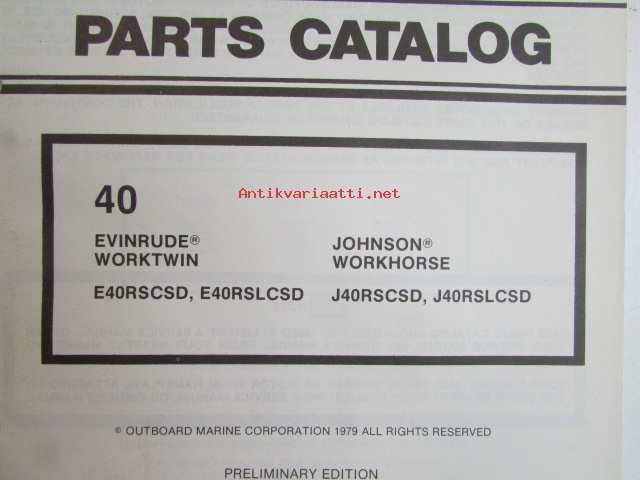 PARTS CATALOG
Antikvariaatti.net
40
EVINRUDE® JOHNSON®
WORKTWIN WORKHORSE
E40RSCSD, E40RSLCSD J40RSCSD, J40RSLCSD
© OUTBOARD MARINE CORPORATION 1979 ALL RIGHTS RESERVED
PRELIMINARY EDITION